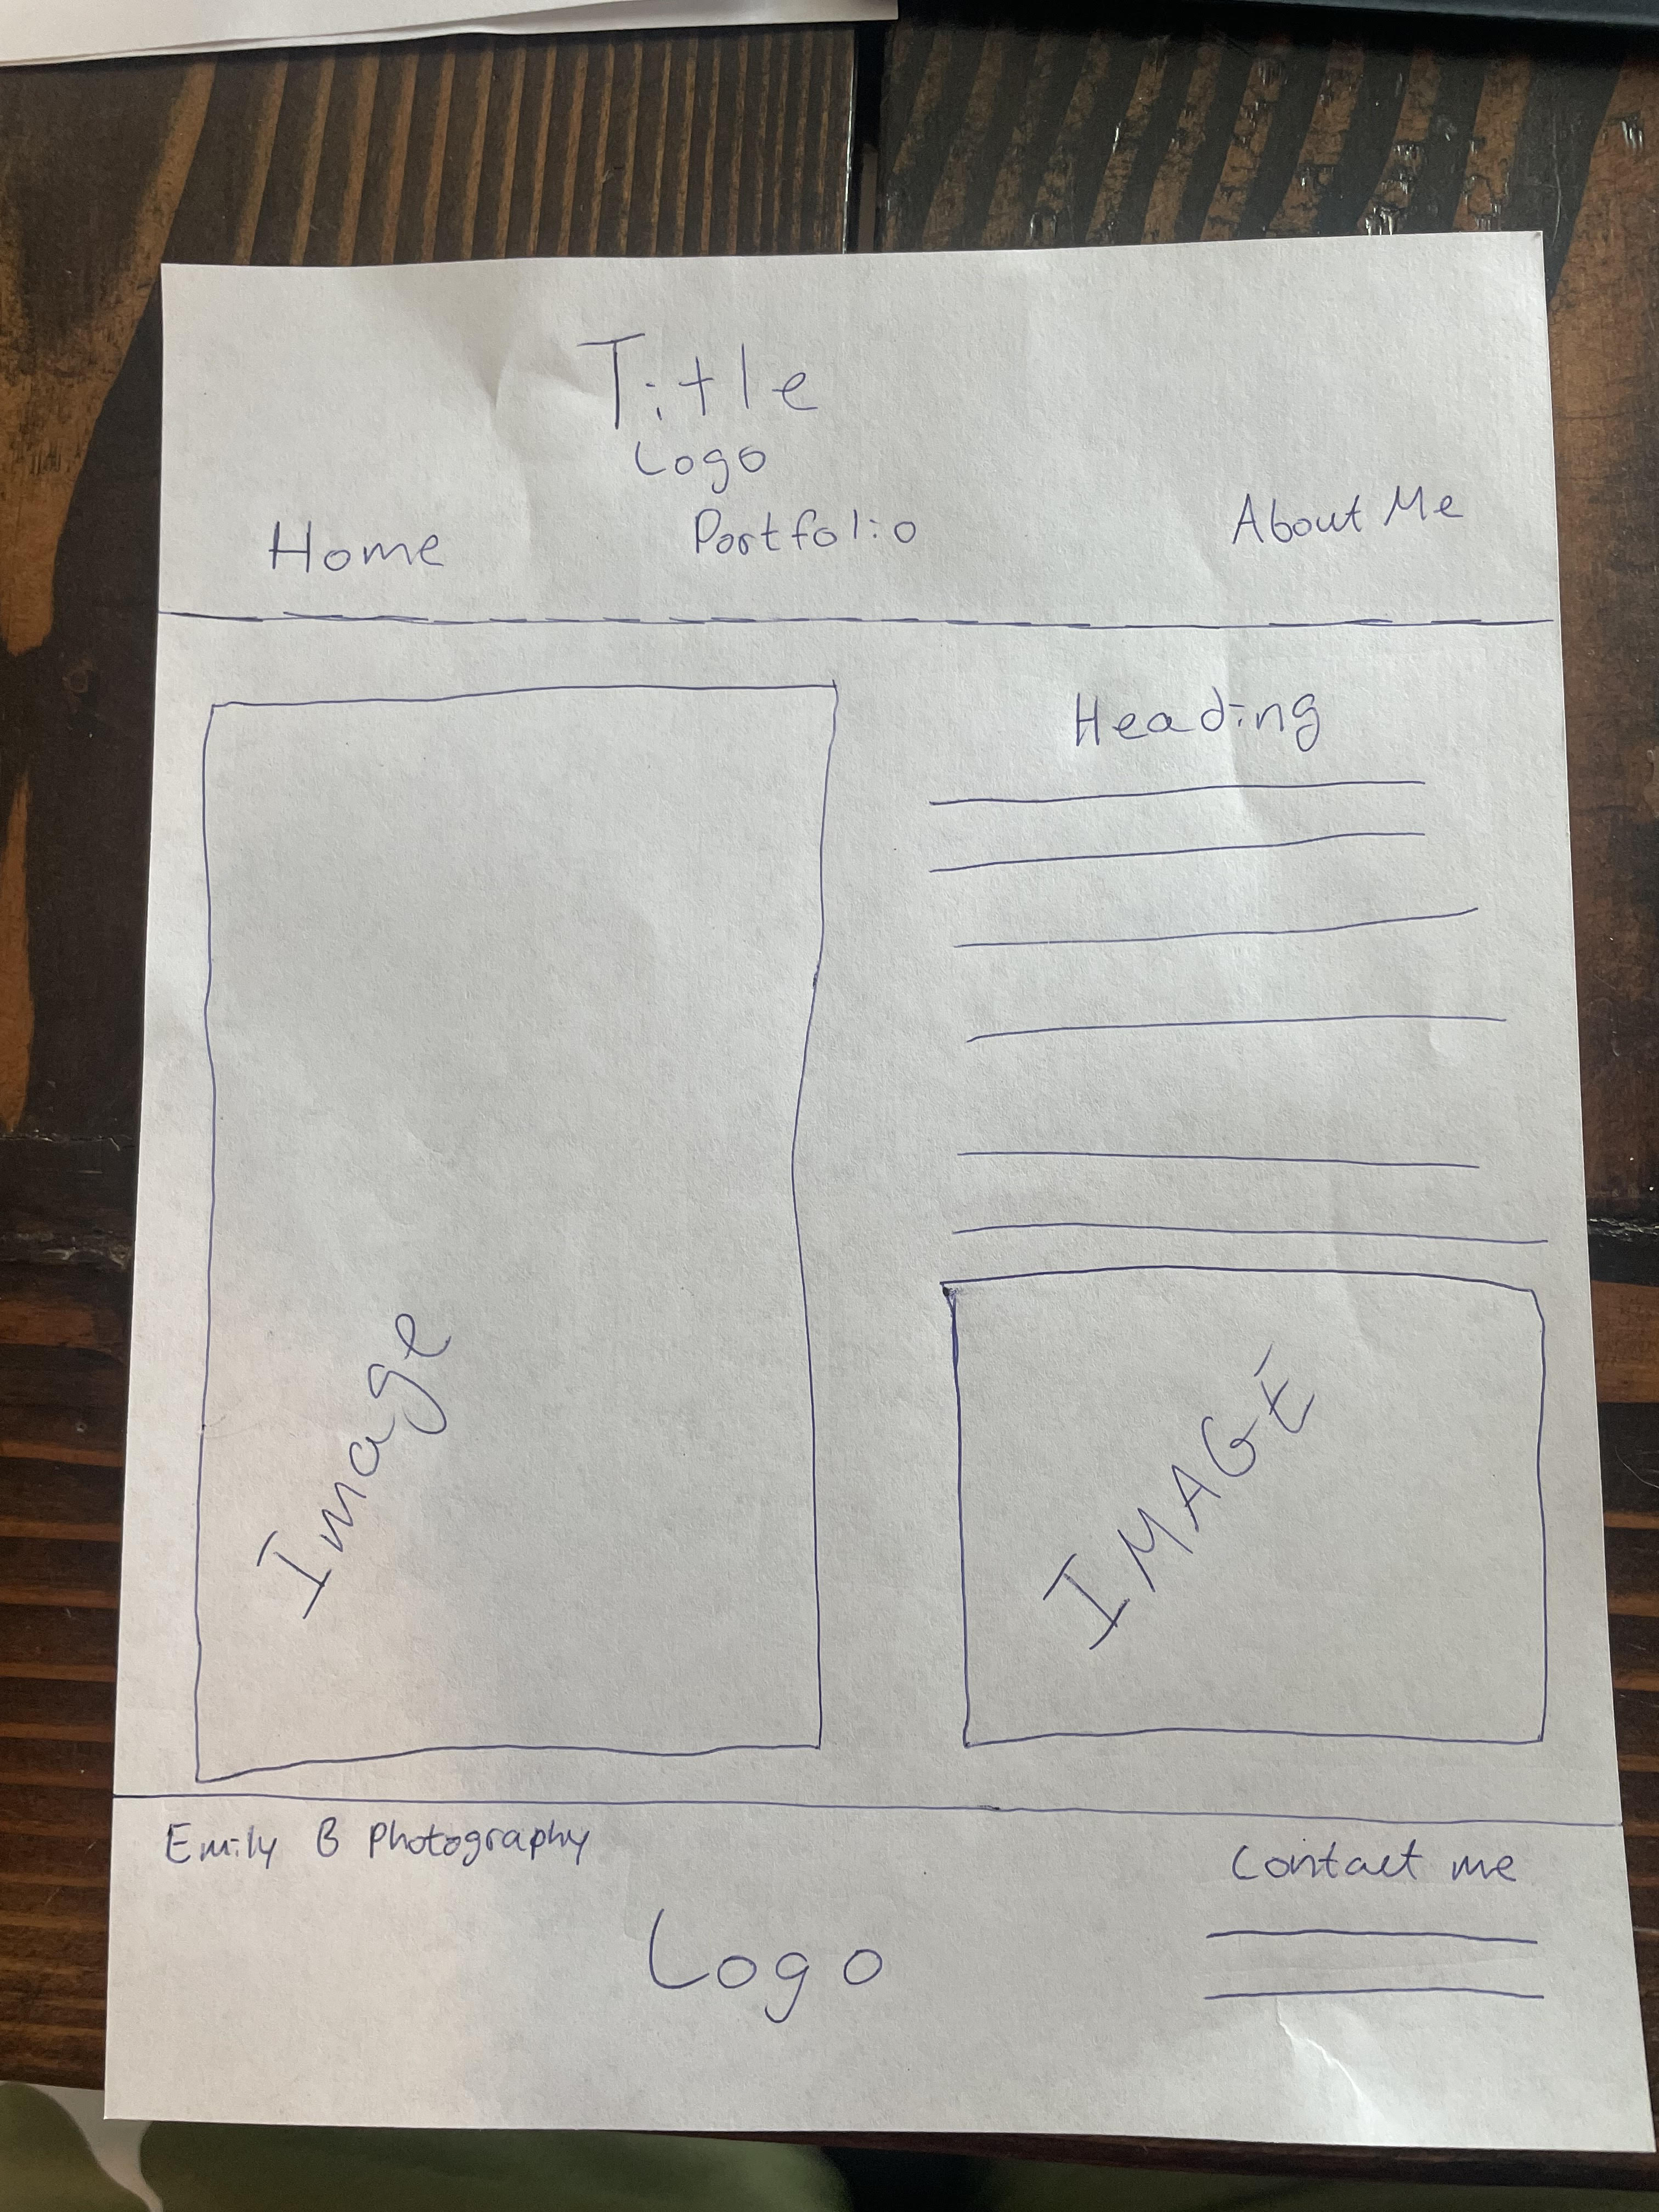 Title
Logo
Home Portfolio About Me
Heading
Image
IMAGE
Emily B Photography
Contact me
Logo